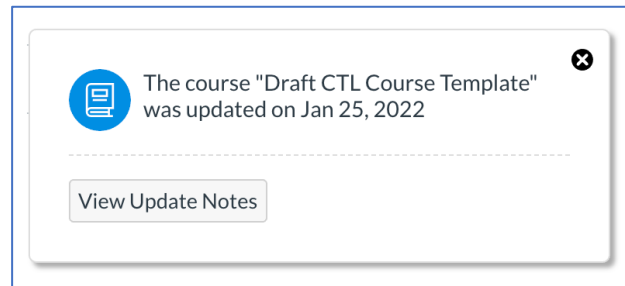 The course "Draft CTL Course Template"
was updated on Jan 25, 2022
View Update Notes